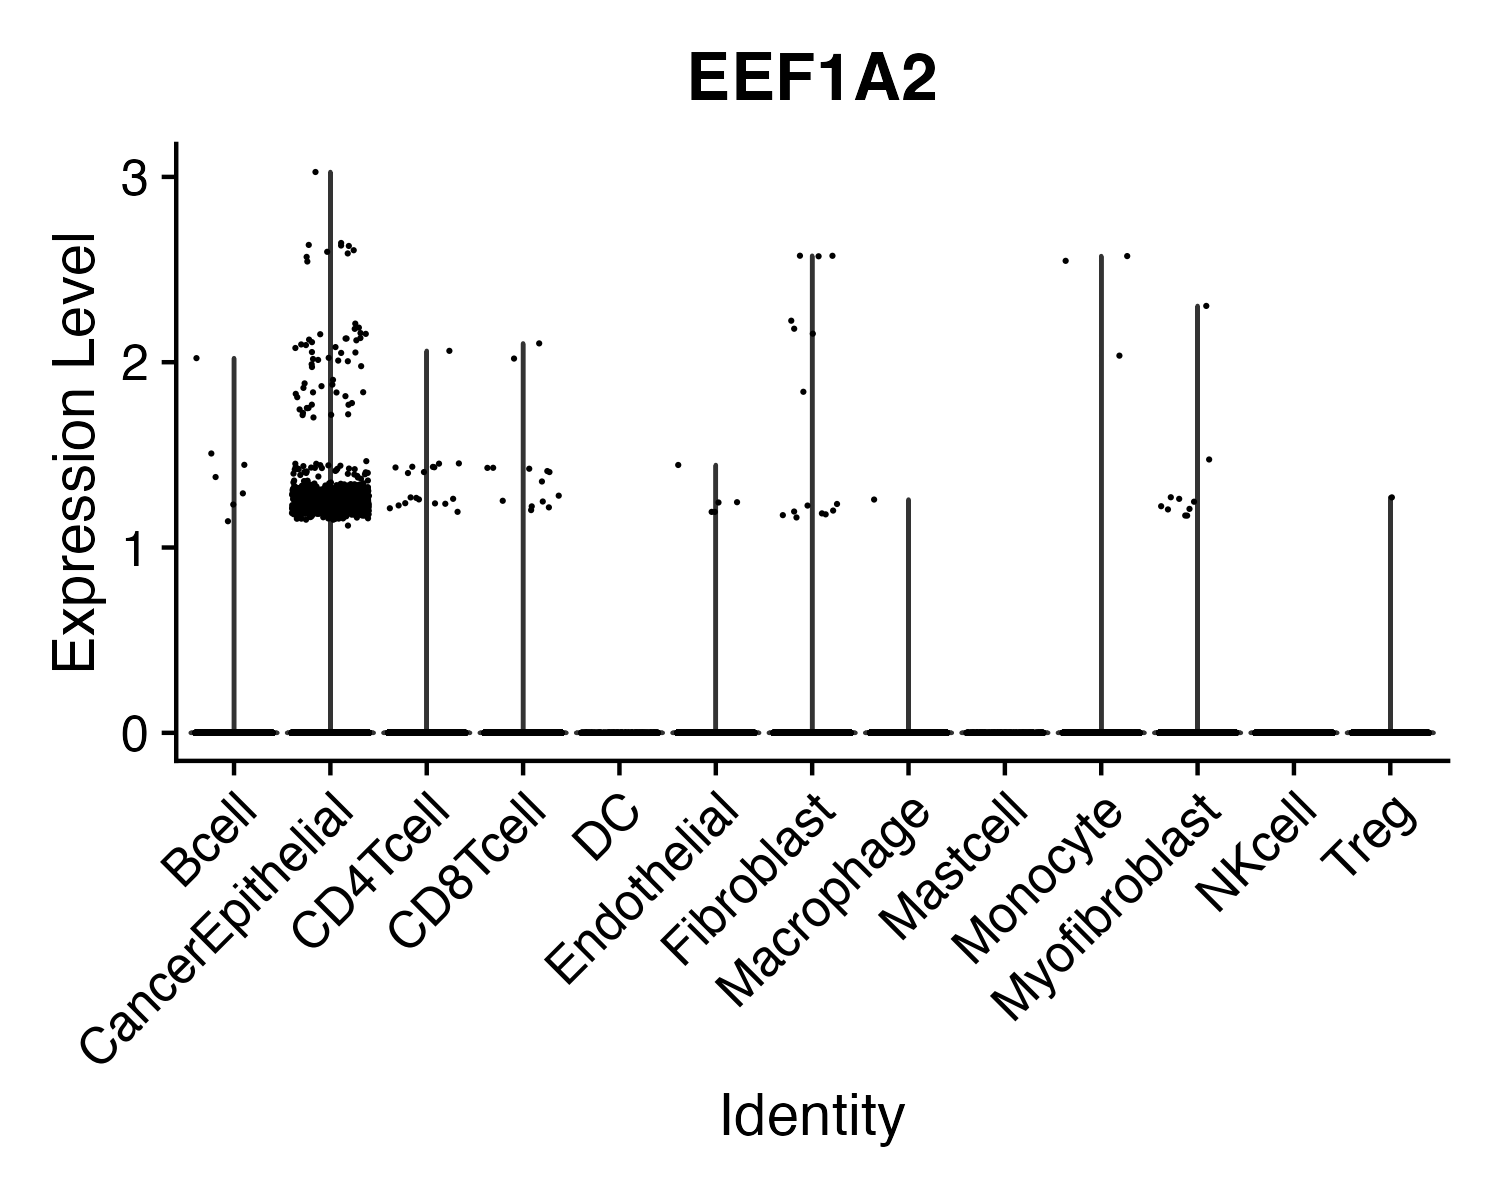 EEF1A2
Expression Level
3
2
1
0
Bcell
CancerEpithelial
CD4Tcell
CD8Tcell
DC
Endothelial
Fibroblast
Macrophage
Mastcell
Monocyte
Myofibroblast
NKcell
Treg
Identity